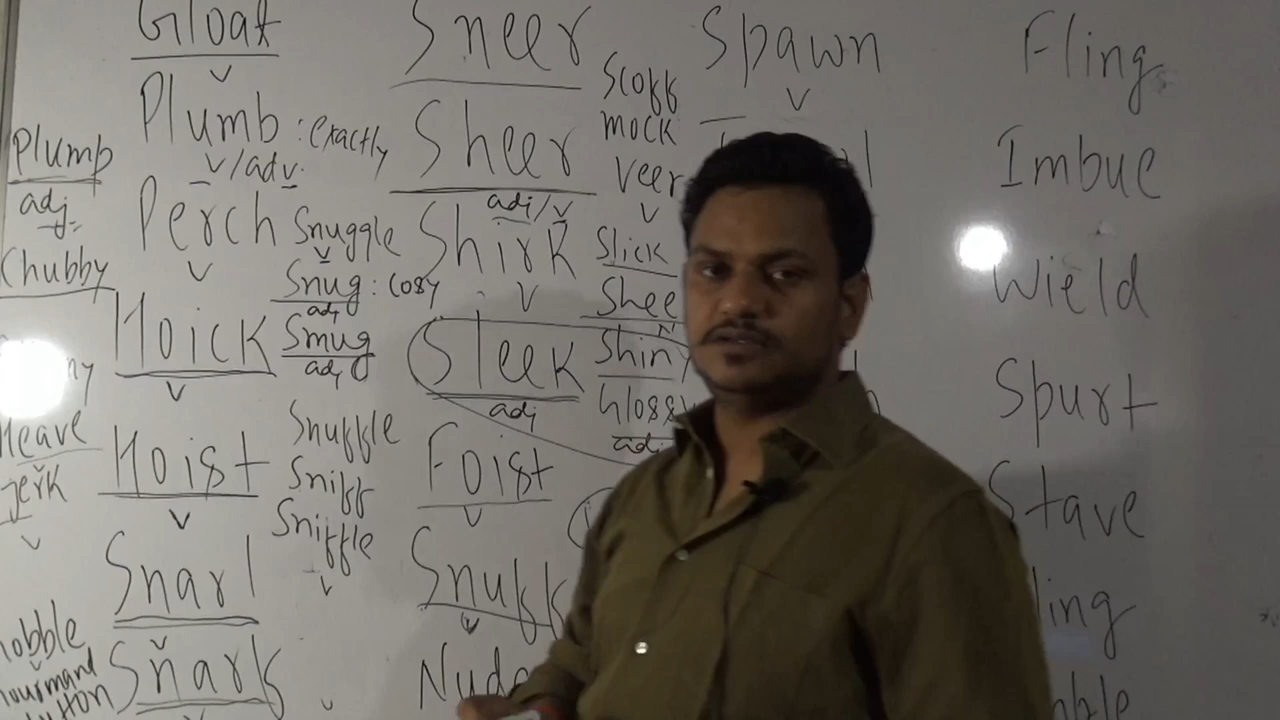 Gloat
v
Plumb : exactly
v/adv.
Plump
adj
Chubby
Perch
v
Snuggle
v
Snug : Cosy
adj
Hoick
v
Smug
adj
Heave
jerk
v
Hoist
v
Snuffle
Sniff
Sniffle
v
Snarl
v
Snark
Sneer
Scoff
mock
Sheer
adj/v
Veer
v
Shirk
v
Slick
Sleek
adj
Shiny
Glossy
adj
Foist
v
Snuff
v
Spawn
v
Fling
Imbue
Wield
Spurt
Stave